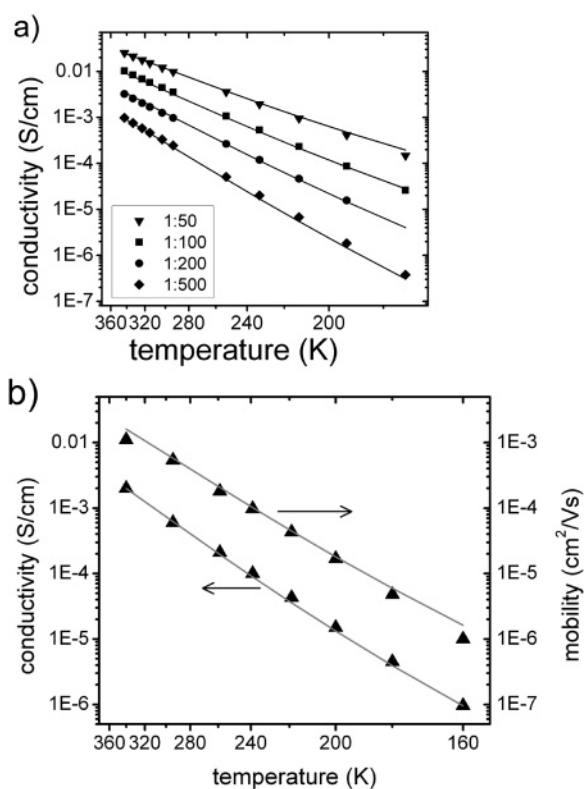 a)
conductivity (S/cm)
0.01
1E-3
1E-4
1E-5
1E-6
1E-7
1:50
1:100
1:200
1:500
360 320 280 240 200
temperature (K)
b)
conductivity (S/cm)
0.01
1E-3
1E-4
1E-5
1E-6
1E-3
1E-4
1E-5
1E-6
1E-7
mobility (cm²/Vs)
360 320 280 240 200 160
temperature (K)